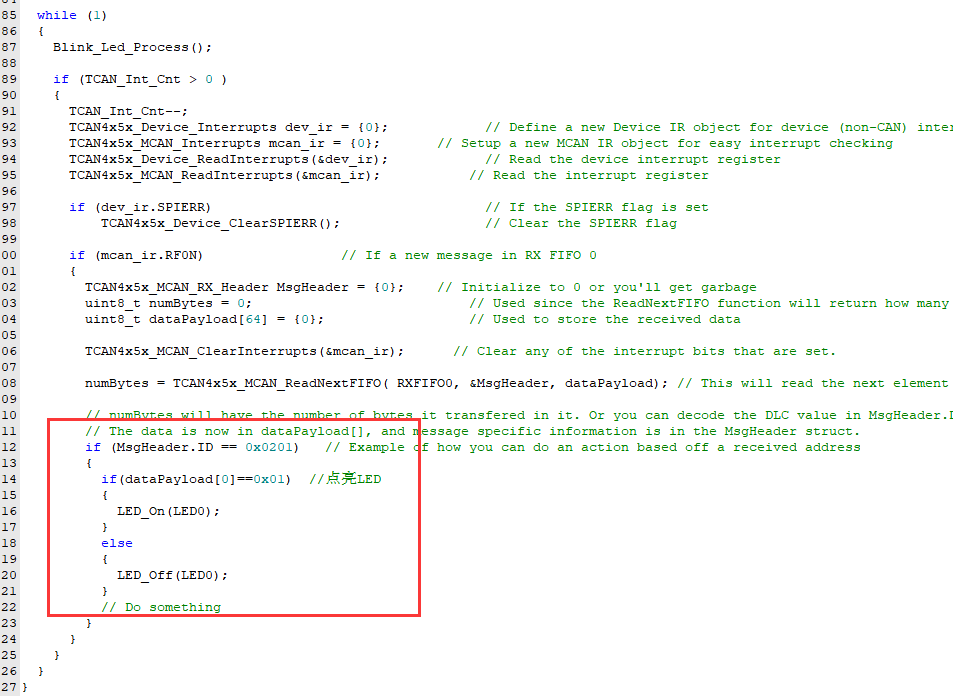 85 while (1)
86 {
87 Blink_Led_Process();
88
89 if (TCAN_Int_Cnt > 0 )
90 {
91 TCAN_Int_Cnt--;
92 TCAN4x5x_Device_Interrupts dev_ir = {0}; // Define a new Device IR object for device (non-CAN)
93 TCAN4x5x_MCAN_Interrupts mcan_ir = {0}; // Setup a new MCAN IR object for easy interrupt checking
94 TCAN4x5x_Device_ReadInterrupts(&dev_ir); // Read the device interrupt register
95 TCAN4x5x_MCAN_ReadInterrupts(&mcan_ir); // Read the interrupt register
96
97 if (dev_ir.SPIERR) // If the SPIERR flag is set
98 TCAN4x5x_Device_ClearSPIERR(); // Clear the SPIERR flag
99
00 if (mcan_ir.RF0N) // If a new message in RX FIFO 0
01 {
02 TCAN4x5x_MCAN_RX_Header MsgHeader = {0}; // Initialize to 0 or you'll get garbage
03 uint8_t numBytes = 0; // Used since the ReadNextFIFO function will return how many
04 uint8_t dataPayload[64] = {0}; // Used to store the received data
05
06 TCAN4x5x_MCAN_ClearInterrupts(&mcan_ir); // Clear any of the interrupt bits that are set.
07
08 numBytes = TCAN4x5x_MCAN_ReadNextFIFO( RXFIFO0, &MsgHeader, dataPayload); // This will read the next element
09
10 // numBytes will have the number of bytes it transfered in it. Or you can decode the DLC value in
11 // The data is now in dataPayload[], and message specific information is in the MsgHeader struct.
12 if (MsgHeader.ID == 0x0201) // Example of how you can do an action based off a received address
13 {
14 if(dataPayload[0]==0x01) //点亮LED
15 {
16 LED_On(LED0);
17 }
18 else
19 {
20 LED_Off(LED0);
21 }
22 // Do something
23 }
24 }
25 }
26 }
27 }